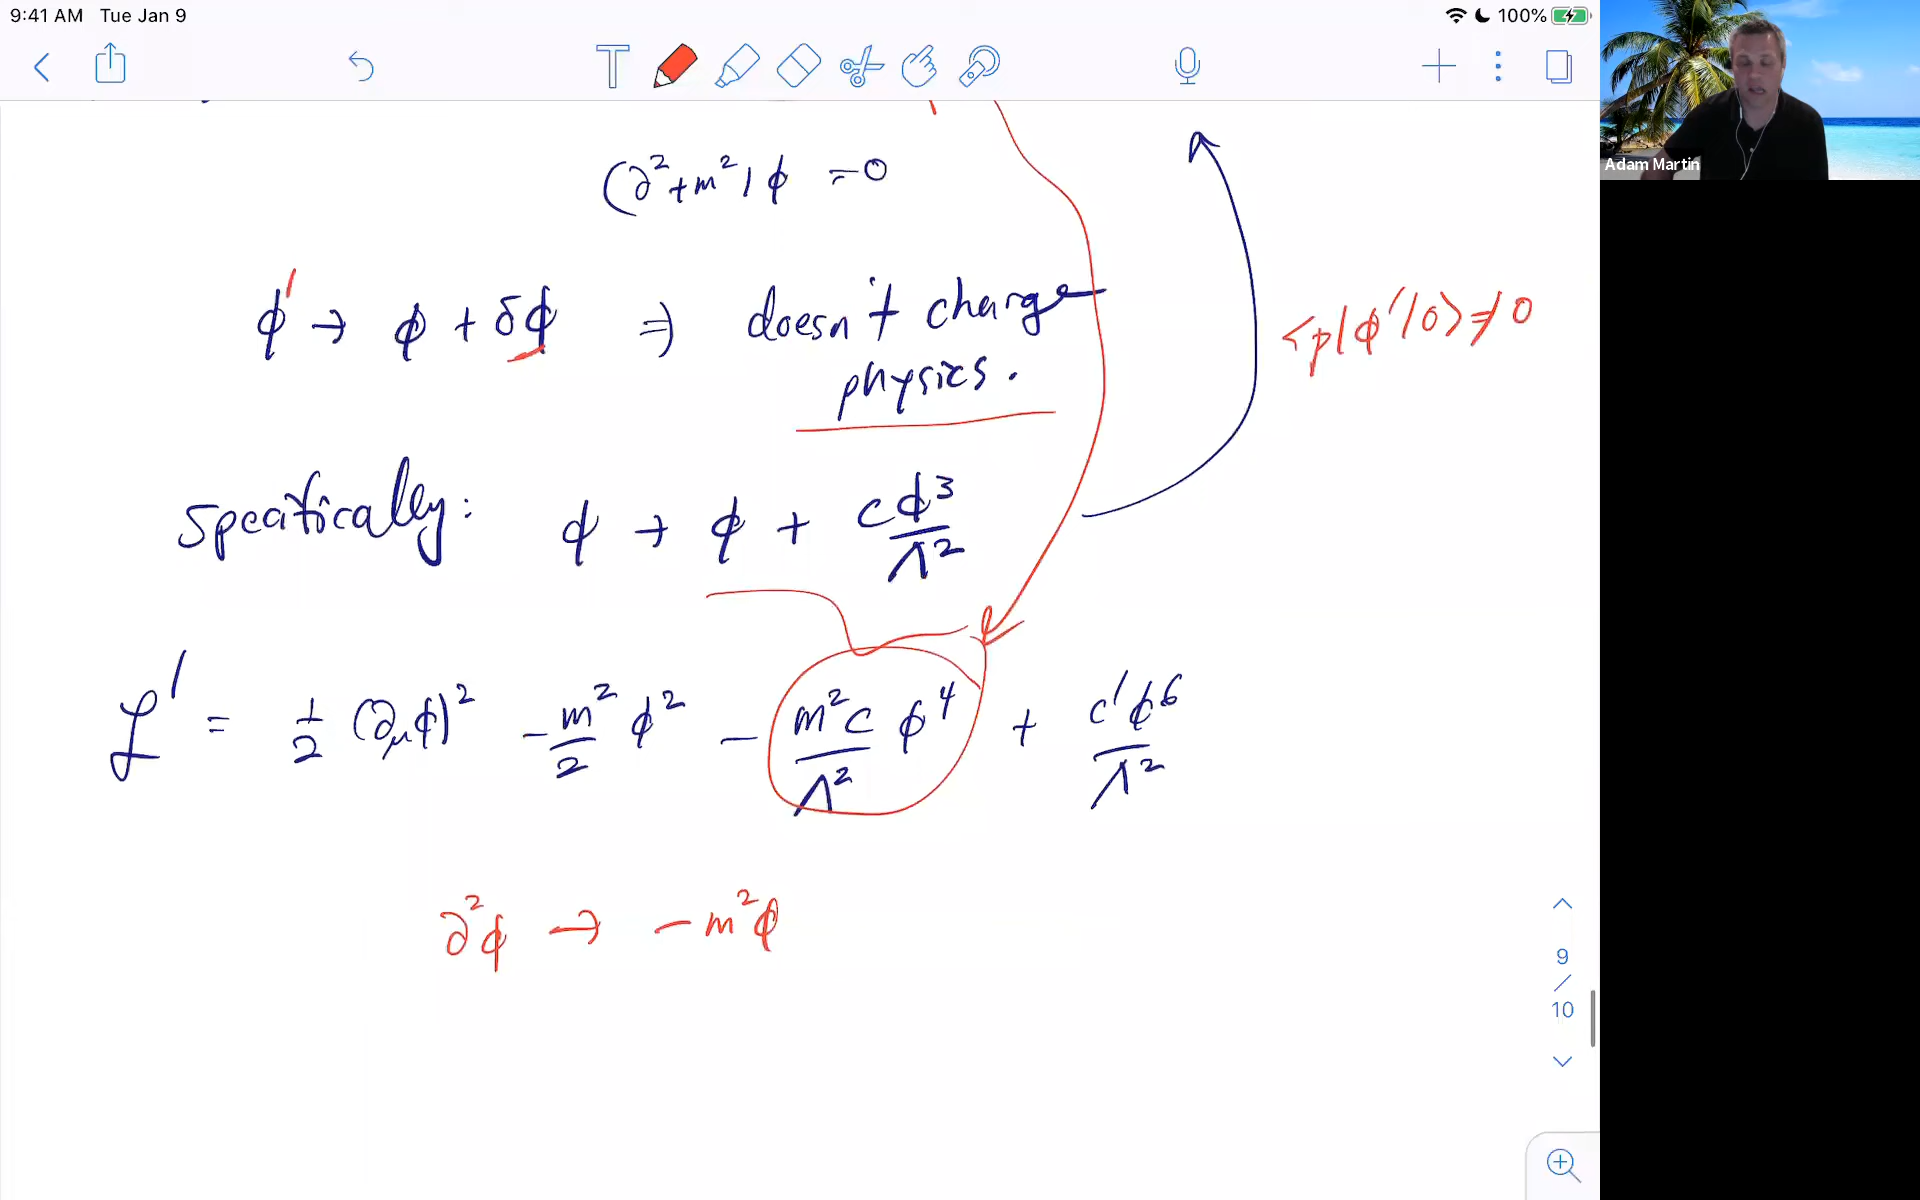 9:41 AM Tue Jan 9
100%
(∂²+m²)φ =0
φ' → φ + δφ ⇒ doesn't change
physics.
<p|φ'|0> ≠ 0
Specifically: φ → φ + cφ³/Λ²
ℒ' = 1/2 (∂μφ)² - m²/2 φ² - m²c/Λ² φ⁴ + c'φ⁶/Λ²
∂²φ → -m²φ
9
/
10
Adam Martin